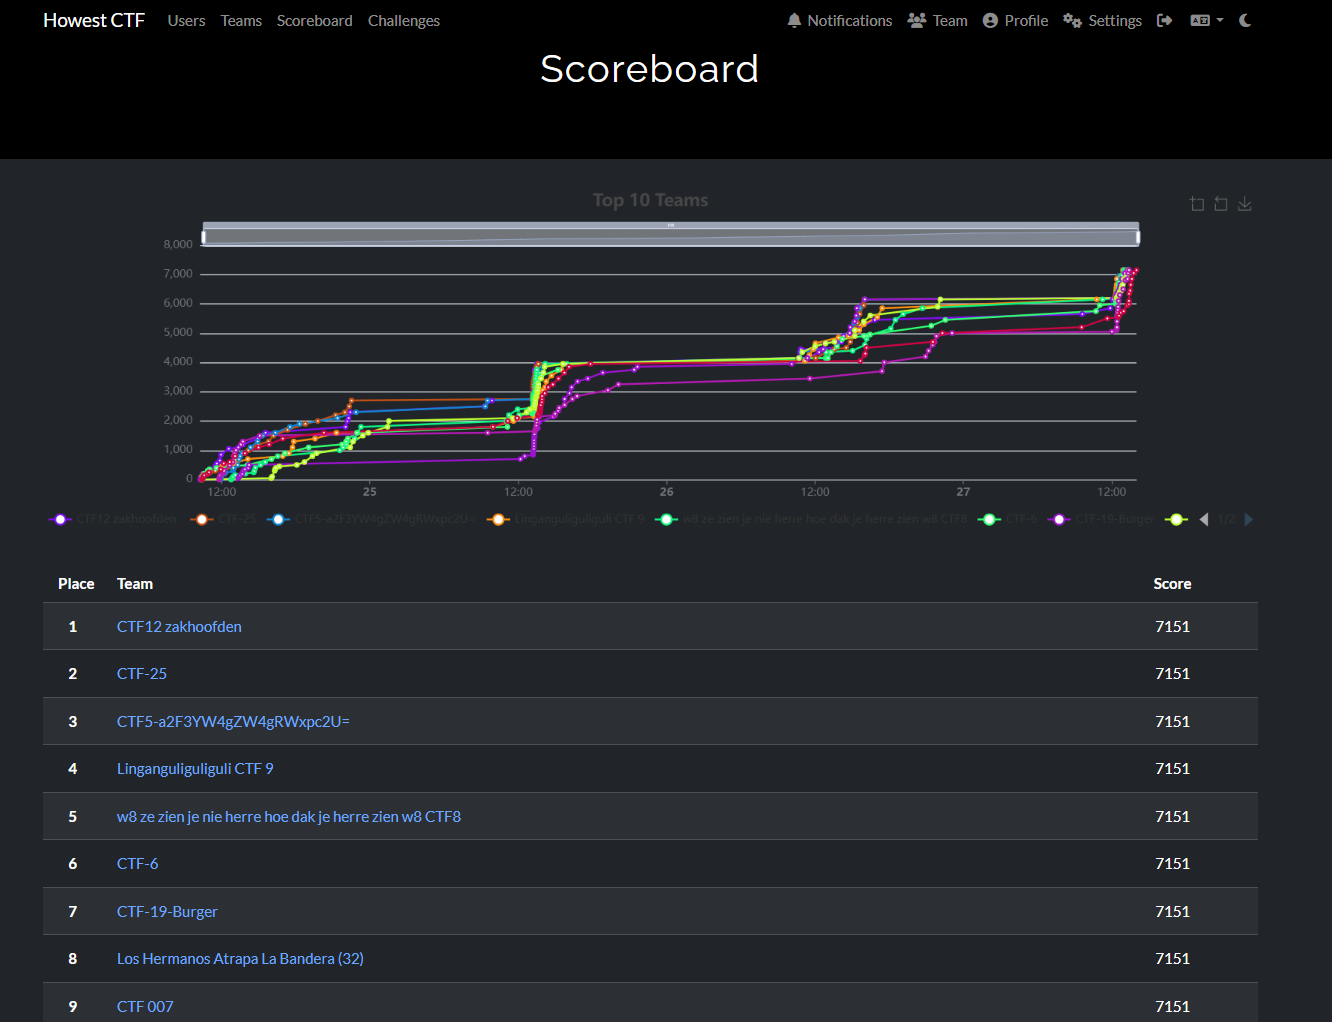 Howest CTF Users Teams Scoreboard Challenges Notifications Team Profile Settings
Scoreboard
Top 10 Teams
8,000
7,000
6,000
5,000
4,000
3,000
2,000
1,000
0
12:00 25 12:00 26 12:00 27 12:00
CTF12 zakhoofden CTF-25 CTF5-a2F3YW4gZW4gRWxpc2U= Linganguliguliguli CTF 9 w8 ze zien je nie herre hoe dak je herre zien w8 CTF8 CTF-6 CTF-19-Burger 1/2
Place Team Score
1 CTF12 zakhoofden 7151
2 CTF-25 7151
3 CTF5-a2F3YW4gZW4gRWxpc2U= 7151
4 Linganguliguliguli CTF 9 7151
5 w8 ze zien je nie herre hoe dak je herre zien w8 CTF8 7151
6 CTF-6 7151
7 CTF-19-Burger 7151
8 Los Hermanos Atrapa La Bandera (32) 7151
9 CTF 007 7151